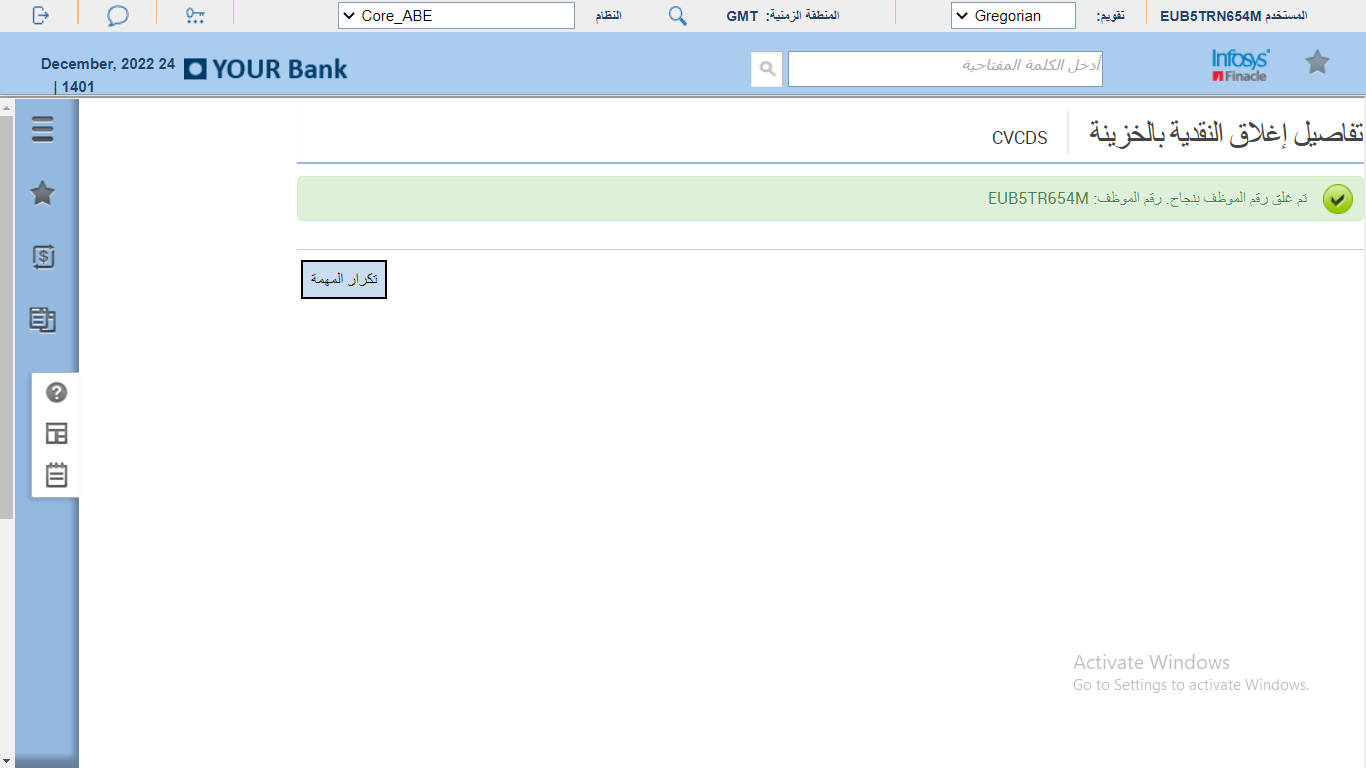 المستخدم EUB5TRN654M
تقويم:
Gregorian
المنطقة الزمنية: GMT
النظام
Core_ABE
Infosys
Finacle
أدخل الكلمة المفتاحية
YOUR Bank
December, 2022 24
| 1401
تفاصيل إغلاق النقدية بالخزينة
CVCDS
تم غلق رقم الموظف بنجاح. رقم الموظف: EUB5TR654M
تكرار المهمة
Activate Windows
Go to Settings to activate Windows.